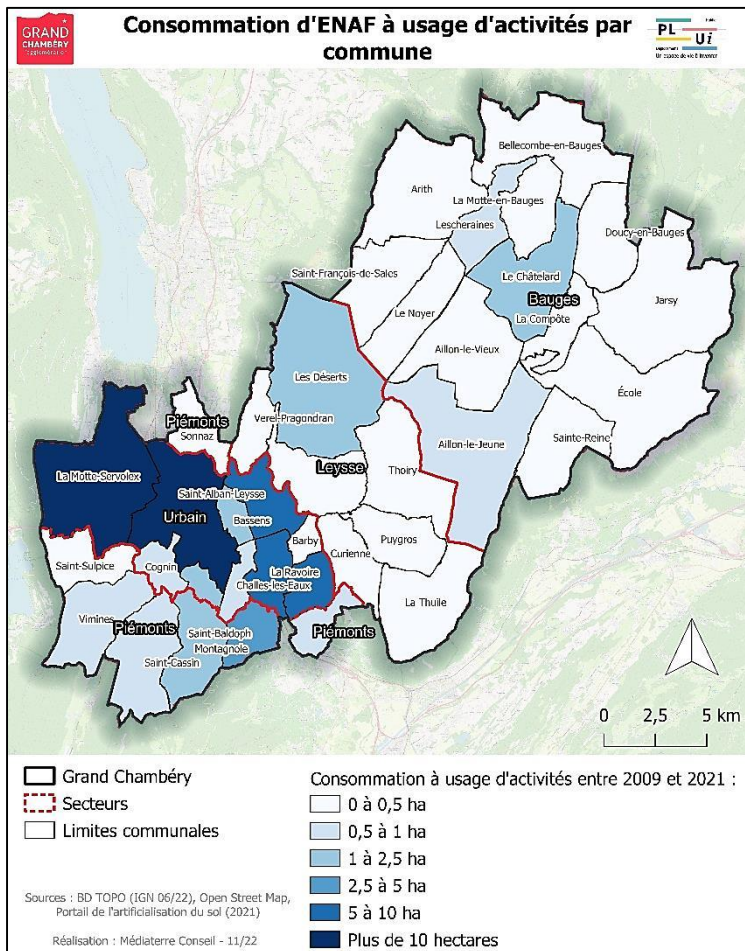 GRAND
CHAMBÉRY
l'agglomération
Consommation d'ENAF à usage d'activités par
commune
PL
Ui
Un espace de vie à inventer
Bellecombe-en-Bauges
Arith
La Motte-en-Bauges
Lescheraines
Doucy-en-Bauges
Saint-François-de-Sales
Le Châtelard
Bauges
Jarsy
Le Noyer
La Compôte
Aillon-le-Vieux
Les Déserts
École
Piémonts
Sonnaz
Verel-Pragondran
Aillon-le-Jeune
Sainte-Reine
Leysse
Thoiry
La Motte-Servolex
Saint-Alban-Leysse
Urbain
Bassens
Barby
Saint-Sulpice
Cognin
Curienne
Puygros
La Ravoire
Challes-les-Eaux
La Thuile
Vimines
Piémonts
Saint-Baldoph
Piémonts
Montagnole
Saint-Cassin
0 2,5 5 km
Grand Chambéry
Secteurs
Limites communales
Consommation à usage d'activités entre 2009 et 2021 :
0 à 0,5 ha
0,5 à 1 ha
1 à 2,5 ha
2,5 à 5 ha
5 à 10 ha
Plus de 10 hectares
Sources : BD TOPO (IGN 06/22), Open Street Map,
Portail de l'artificialisation du sol (2021)
Réalisation : Médiaterre Conseil - 11/22